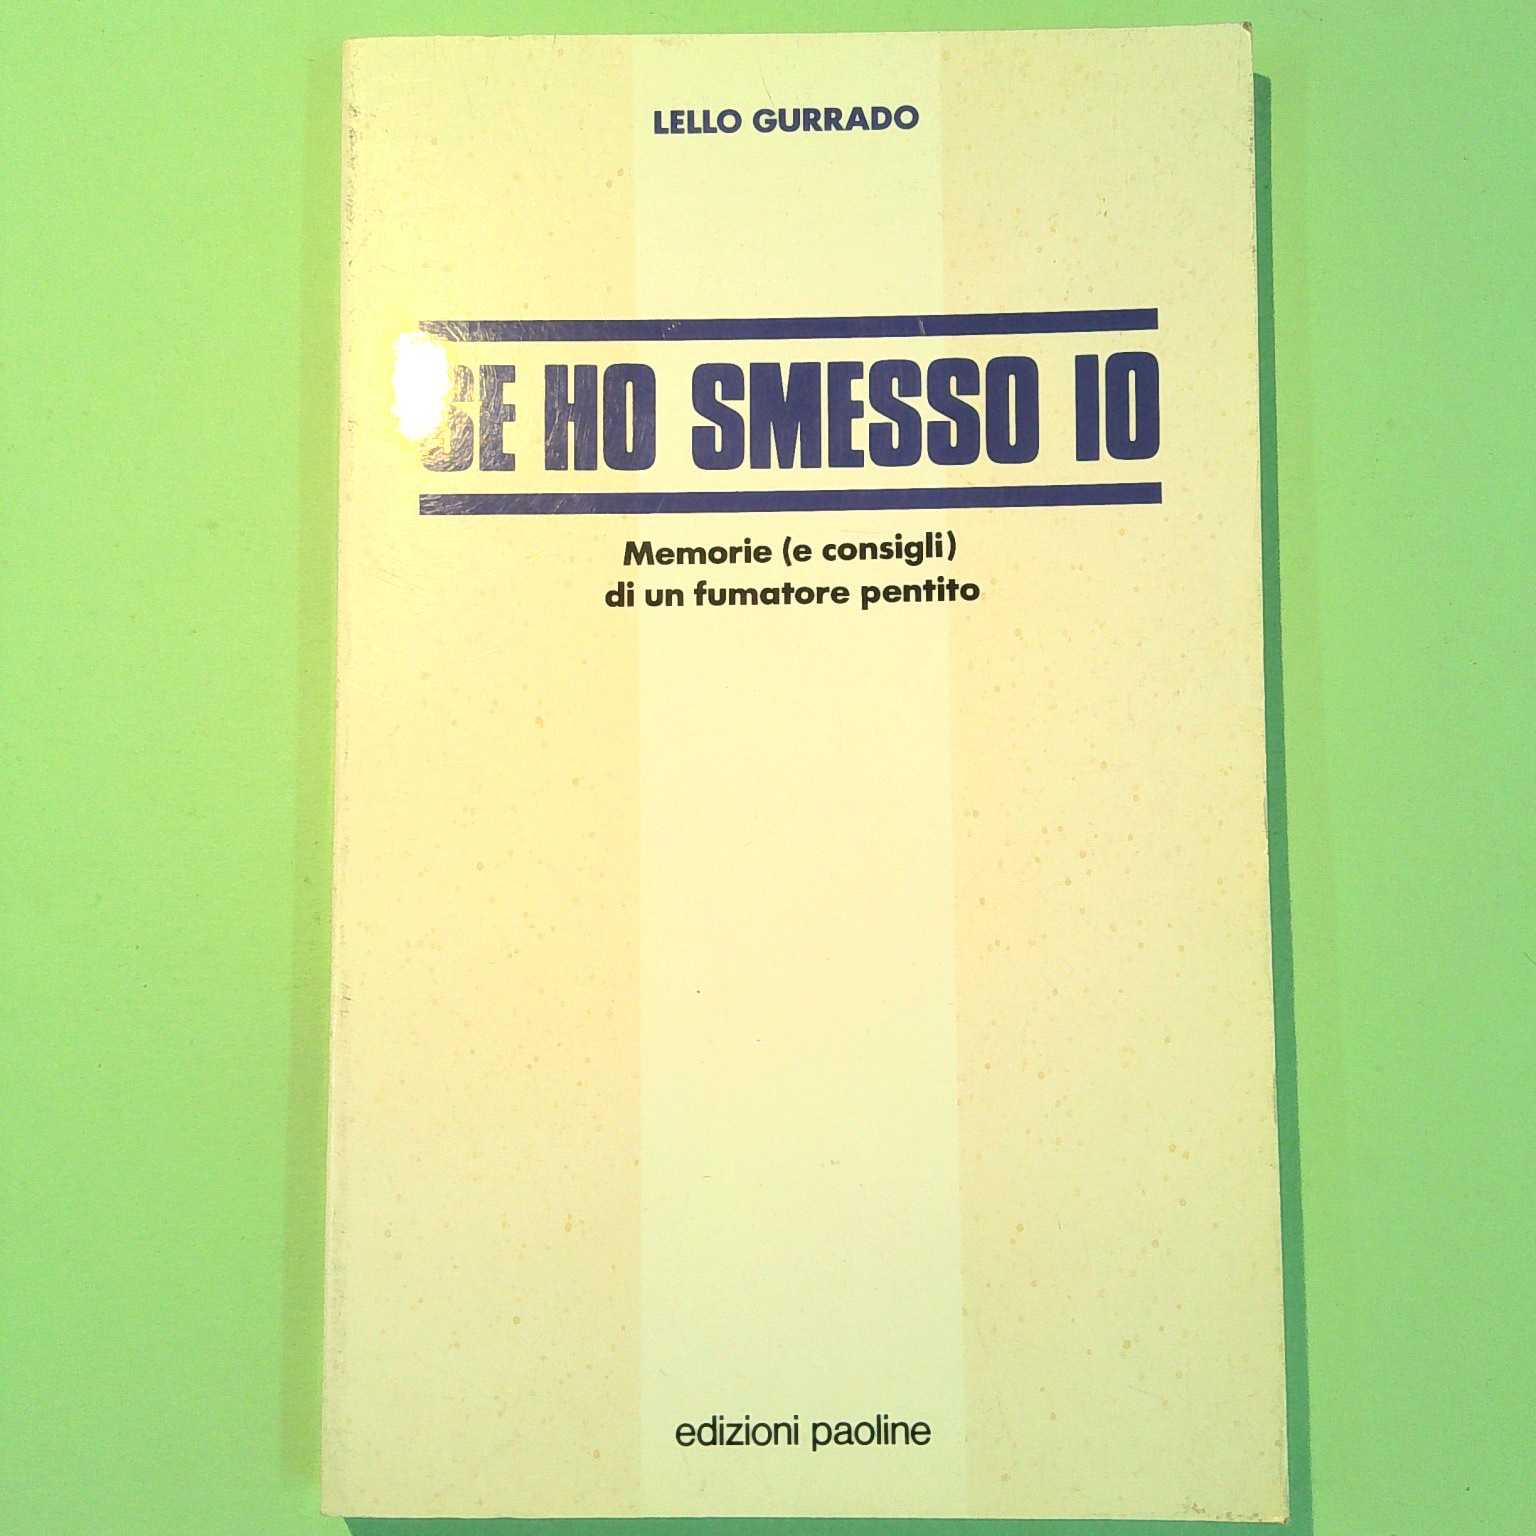 LELLO GURRADO
SE HO SMESSO IO
Memorie (e consigli)
di un fumatore pentito
edizioni paoline